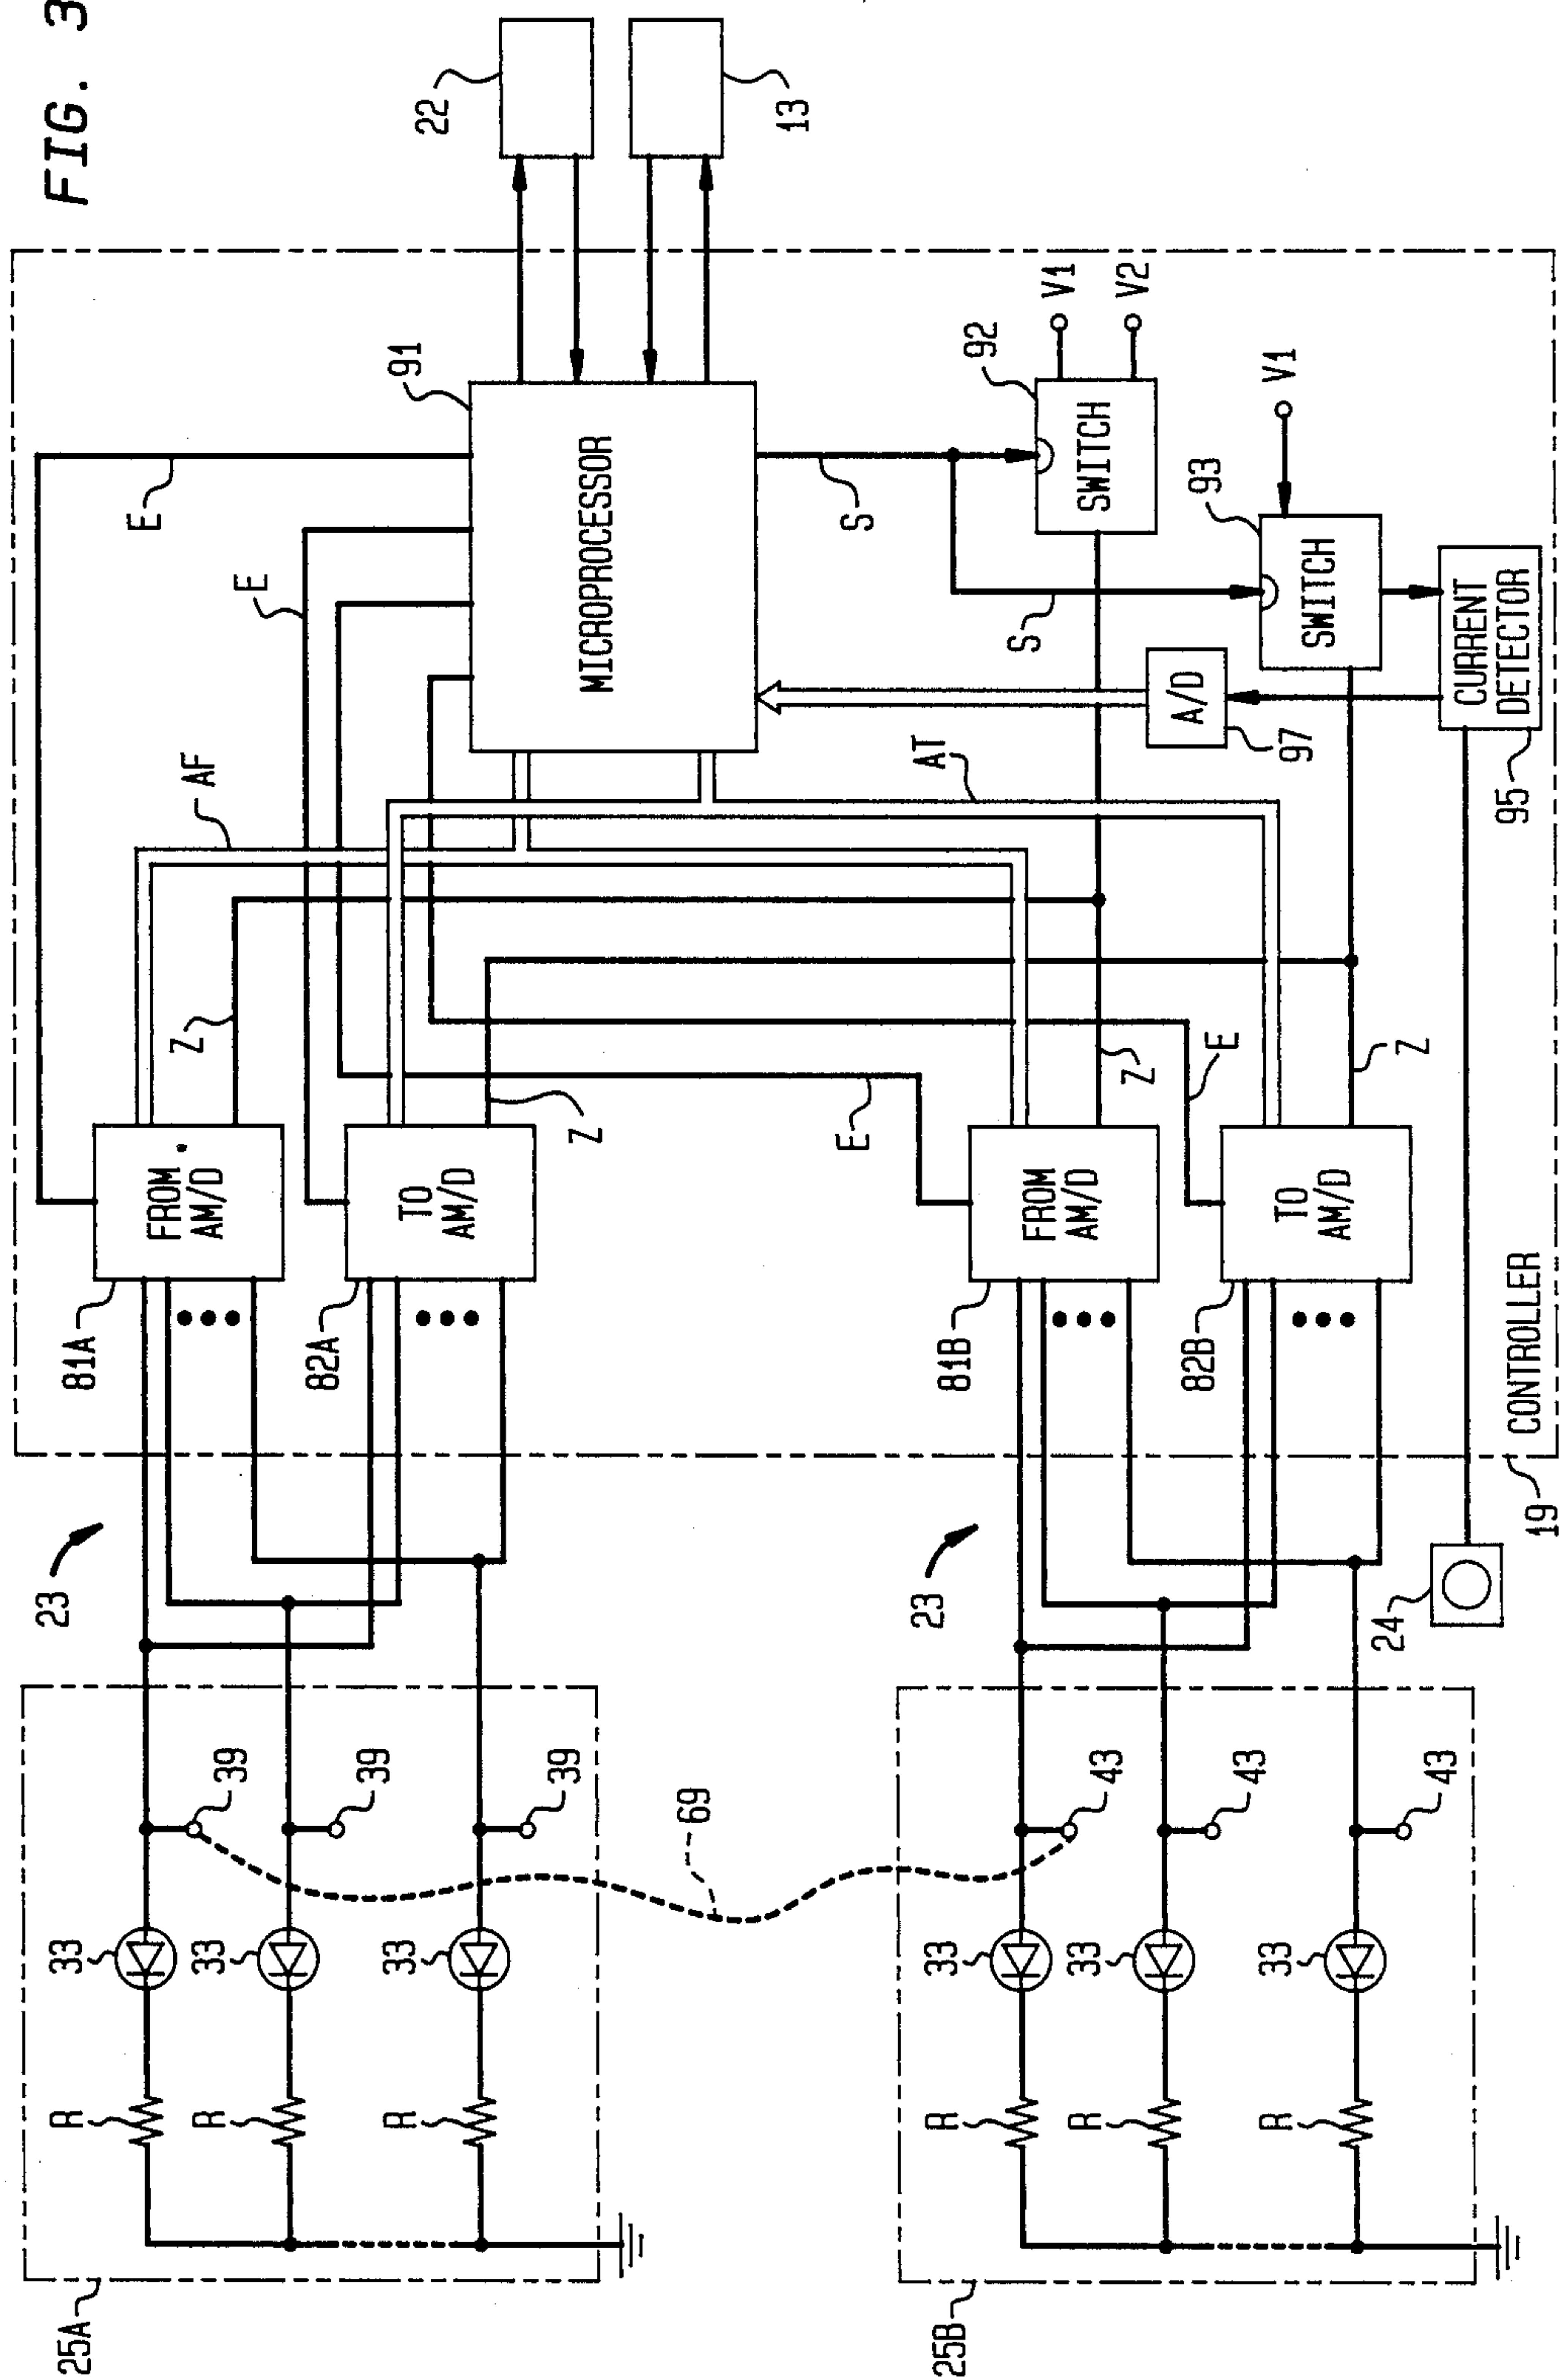 FIG. 3
22
13
91
MICROPROCESSOR
E
E
AF
Z
FROM
AM/D
81A
TO
AM/D
82A
Z
E
S
S
92
SWITCH
V1
V2
93
SWITCH
V1
A/D
97
CURRENT
DETECTOR
95
AT
Z
E
Z
FROM
AM/D
81B
TO
AM/D
82B
CONTROLLER
19
24
23
23
39
39
39
69
43
43
43
33
33
33
33
33
33
R
R
R
R
R
R
25A
25B